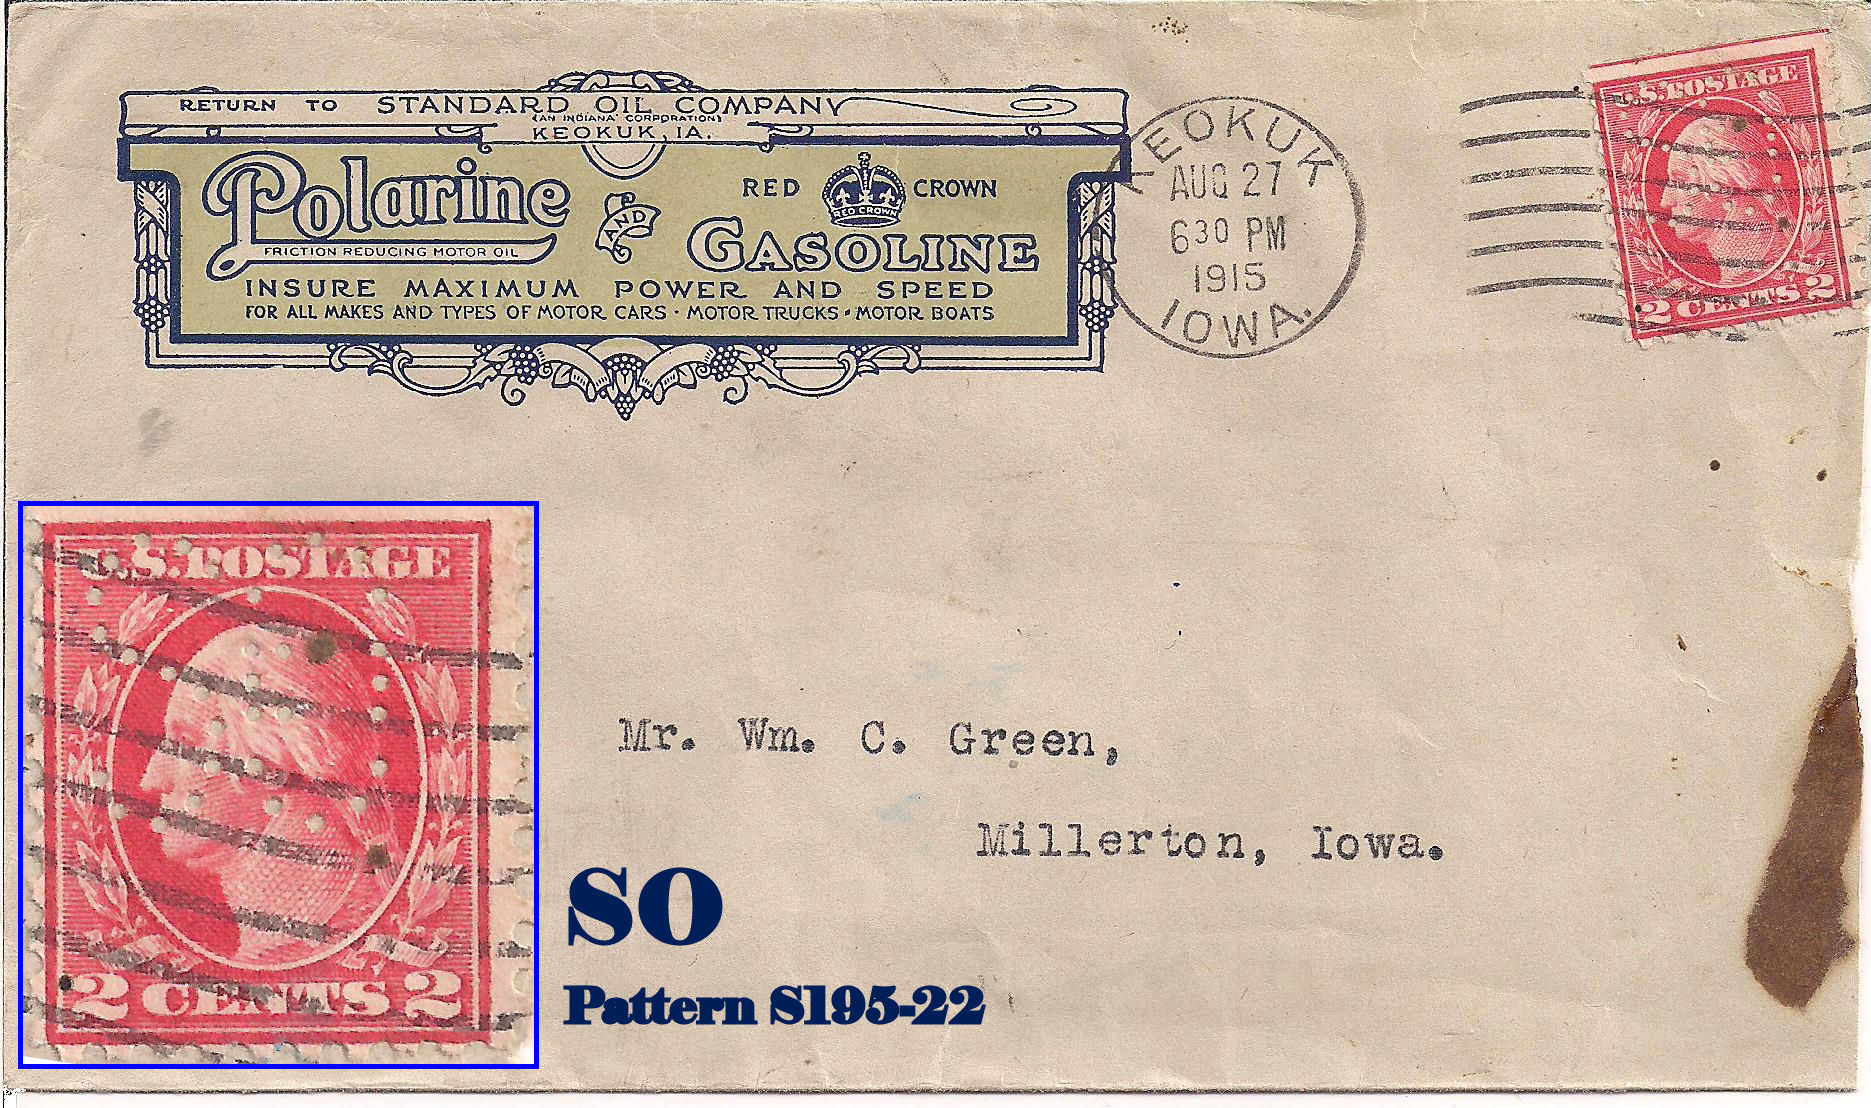 RETURN TO STANDARD OIL COMPANY
(AN INDIANA CORPORATION)
KEOKUK, IA.
Polarine
FRICTION REDUCING MOTOR OIL
AND
RED CROWN
RED CROWN
GASOLINE
INSURE MAXIMUM POWER AND SPEED
FOR ALL MAKES AND TYPES OF MOTOR CARS · MOTOR TRUCKS · MOTOR BOATS
KEOKUK
AUG 27
630 PM
1915
IOWA.
U.S. POSTAGE
2 CENTS 2
Mr. Wm. C. Green,
Millerton, Iowa.
U.S. POSTAGE
2 CENTS 2
SO
Pattern S195-22